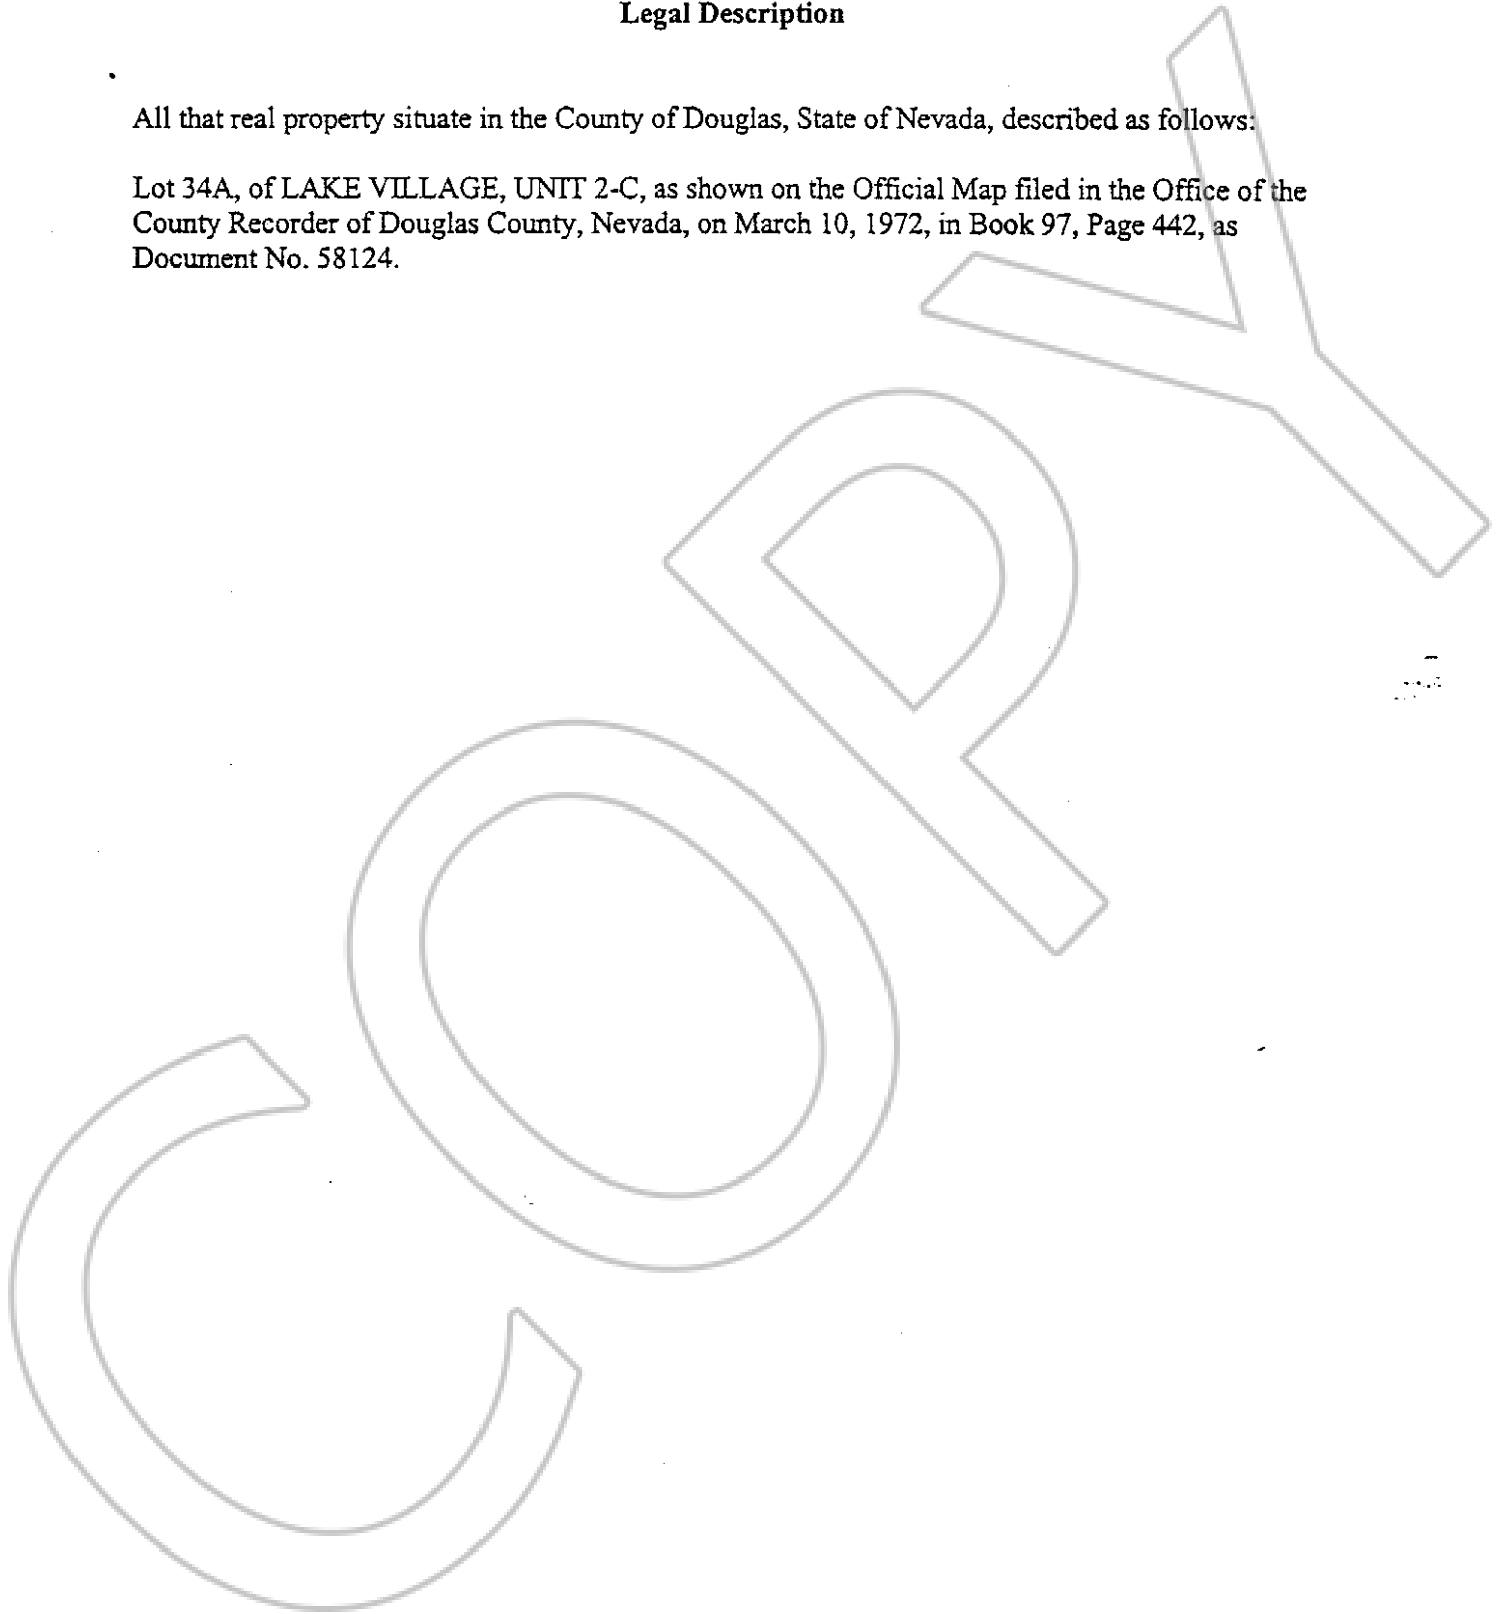 Legal Description
All that real property situate in the County of Douglas, State of Nevada, described as follows:
Lot 34A, of LAKE VILLAGE, UNIT 2-C, as shown on the Official Map filed in the Office of the
County Recorder of Douglas County, Nevada, on March 10, 1972, in Book 97, Page 442, as
Document No. 58124.
COPY